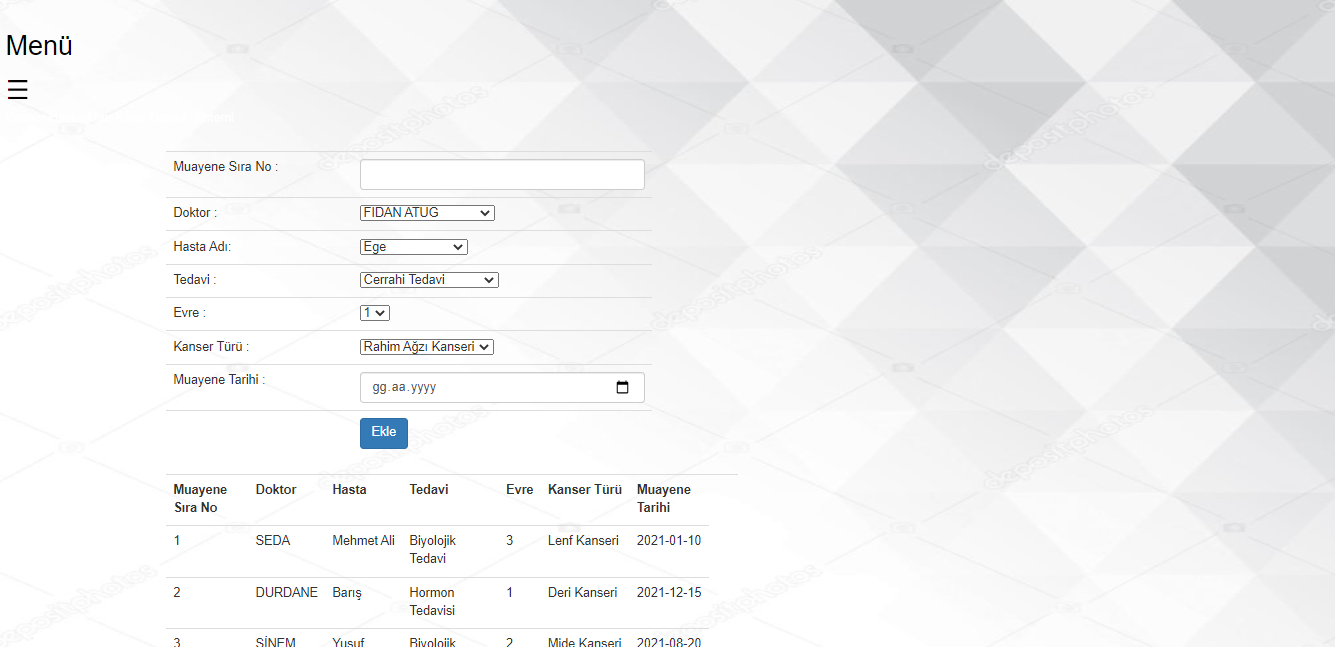 Menü
Muayene Sıra No :
Doktor : FIDAN ATUG
Hasta Adı: Ege
Tedavi : Cerrahi Tedavi
Evre : 1
Kanser Türü : Rahim Ağzı Kanseri
Muayene Tarihi : gg.aa.yyyy
Ekle
Muayene Sıra No Doktor Hasta Tedavi Evre Kanser Türü Muayene Tarihi
1 SEDA Mehmet Ali Biyolojik Tedavi 3 Lenf Kanseri 2021-01-10
2 DURDANE Barış Hormon Tedavisi 1 Deri Kanseri 2021-12-15
3 SİNEM Yusuf Biyolojik 2 Mide Kanseri 2021-08-20
depositphotos